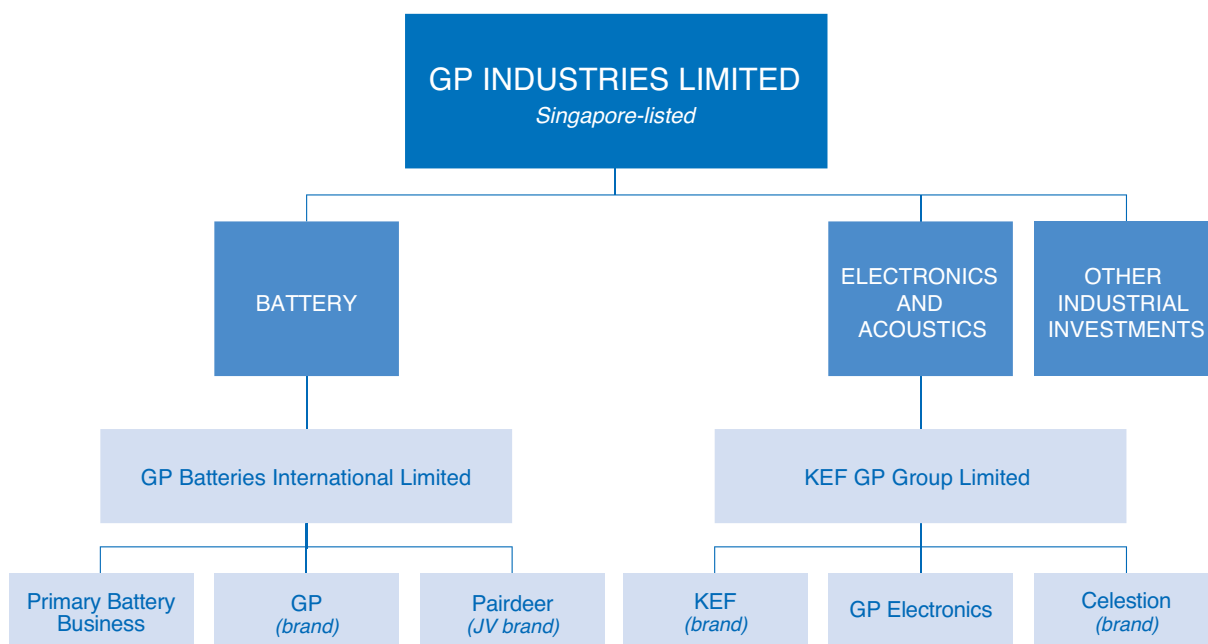 GP INDUSTRIES LIMITED
Singapore-listed
BATTERY
ELECTRONICS
AND
ACOUSTICS
OTHER
INDUSTRIAL
INVESTMENTS
GP Batteries International Limited
KEF GP Group Limited
Primary Battery
Business
GP
(brand)
Pairdeer
(JV brand)
KEF
(brand)
GP Electronics
Celestion
(brand)